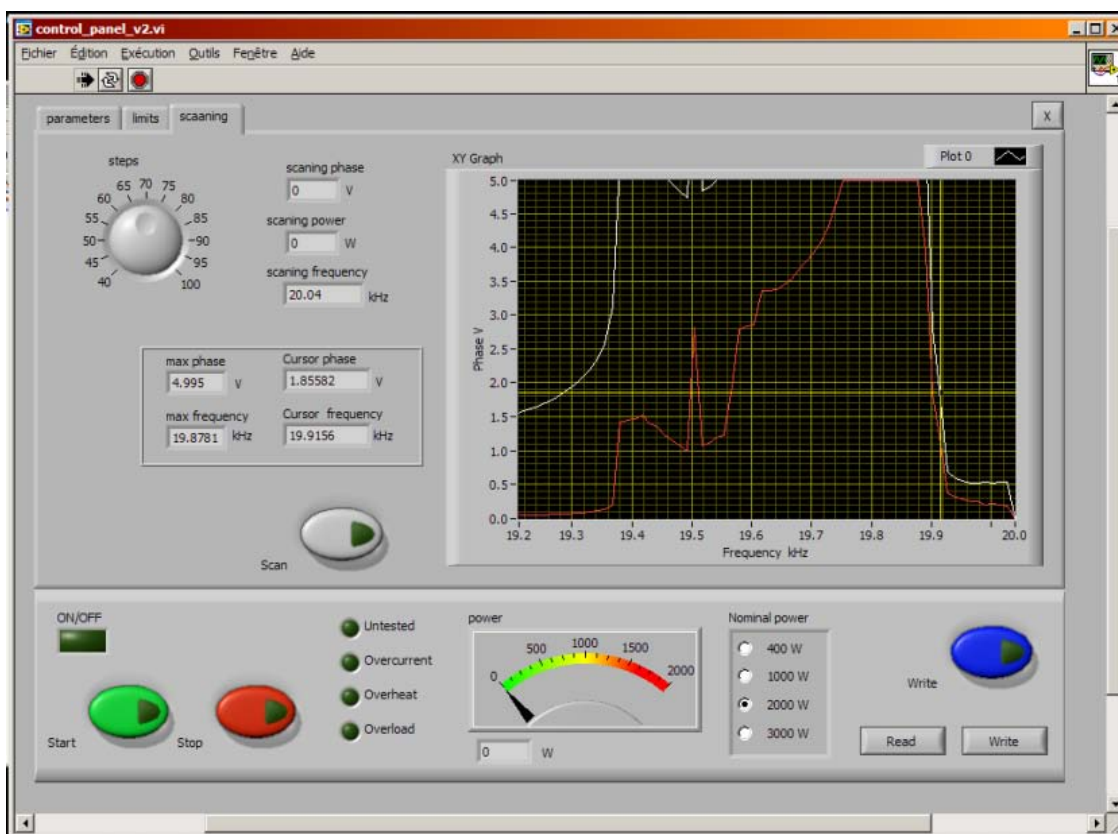 control_panel_v2.vi
Fichier Édition Exécution Outils Fenêtre Aide
parameters limits scaaning X
steps
40 45 50 55 60 65 70 75 80 85 90 95 100
scaning phase
0 V
scaning power
0 W
scaning frequency
20.04 kHz
max phase Cursor phase
4.995 V 1.85582 V
max frequency Cursor frequency
19.8781 kHz 19.9156 kHz
Scan
XY Graph Plot 0
Phase V
5.0
4.5
4.0
3.5
3.0
2.5
2.0
1.5
1.0
0.5
0.0
19.2 19.3 19.4 19.5 19.6 19.7 19.8 19.9 20.0
Frequency kHz
ON/OFF
Start Stop
Untested
Overcurrent
Overheat
Overload
power
0 500 1000 1500 2000
0 W
Nominal power
400 W
1000 W
2000 W
3000 W
Write
Read Write